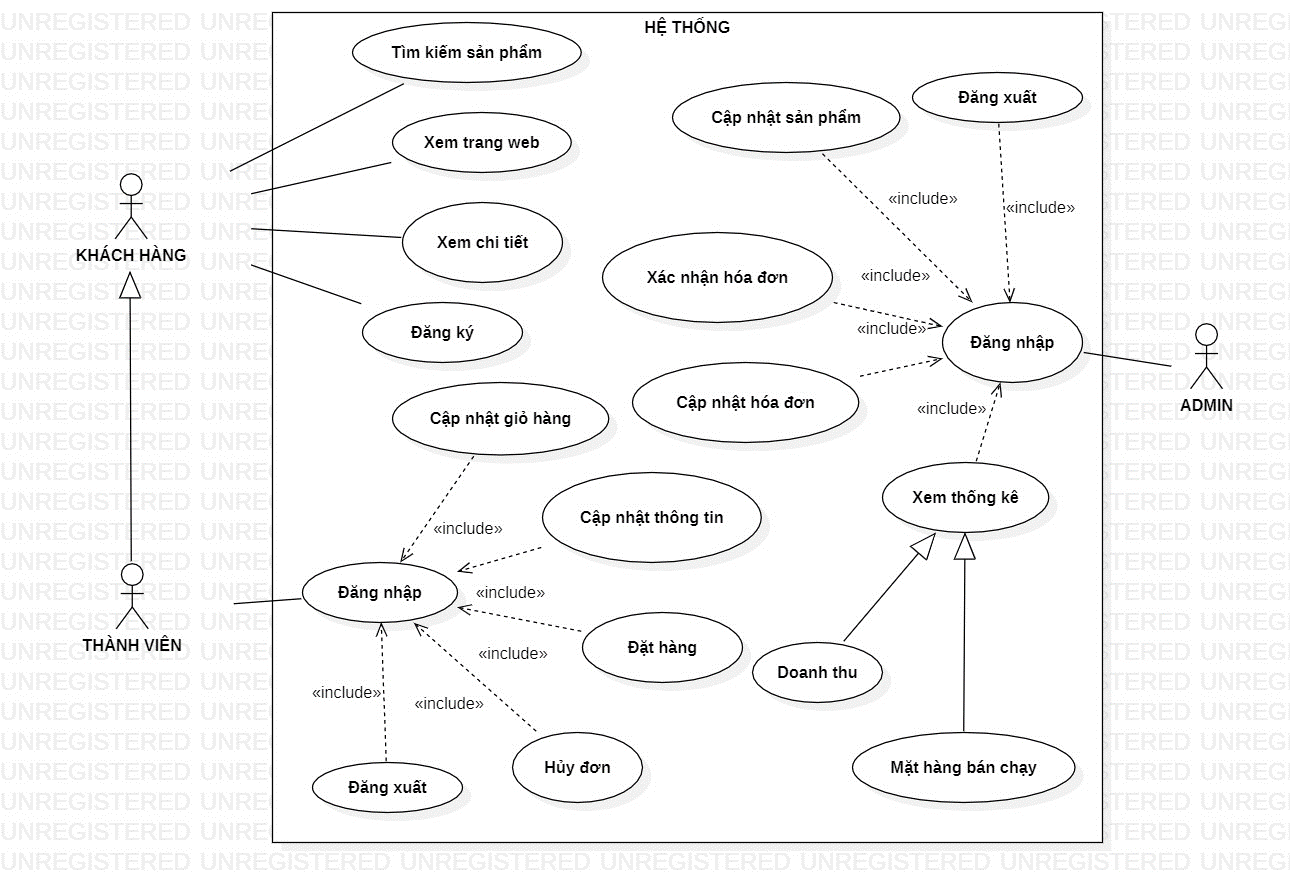 HỆ THỐNG
Tìm kiếm sản phẩm
Xem trang web
Xem chi tiết
Đăng ký
KHÁCH HÀNG
Cập nhật sản phẩm
Đăng xuất
«include»
«include»
Xác nhận hóa đơn
«include»
«include»
Cập nhật hóa đơn
Đăng nhập
ADMIN
«include»
Xem thống kê
Doanh thu
Mặt hàng bán chạy
Cập nhật giỏ hàng
Cập nhật thông tin
«include»
Đăng nhập
«include»
THÀNH VIÊN
Đặt hàng
«include»
«include»
«include»
Đăng xuất
Hủy đơn
UNREGISTERED UNREGISTERED UNREGISTERED UNREGISTERED UNREGISTERED UNREGISTERED